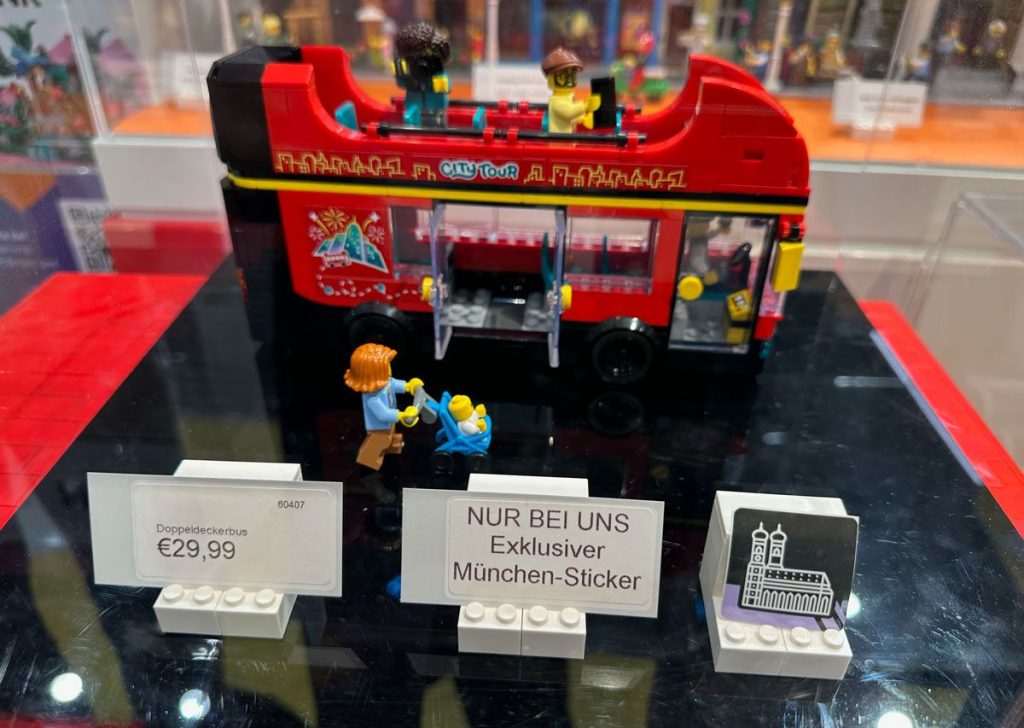 CITY TOUR
60407
Doppeldeckerbus
€29,99
NUR BEI UNS
Exklusiver
München-Sticker